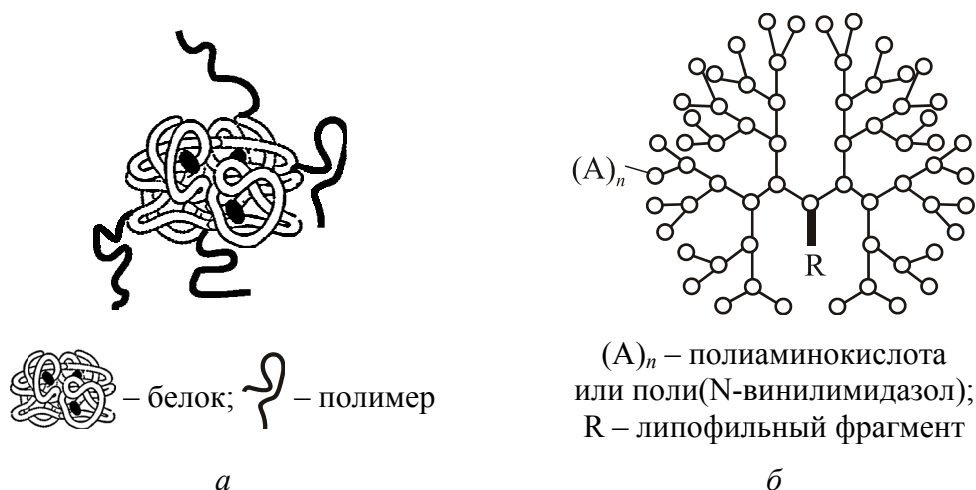 (A)n
R
– белок; – полимер
(A)n – полиаминокислота
или поли(N-винилимидазол);
R – липофильный фрагмент
а
б